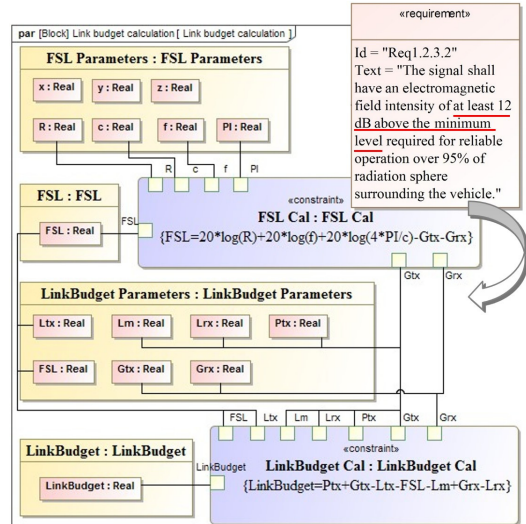 par [Block] Link budget calculation [ Link budget calculation ]
«requirement»
Id = "Req1.2.3.2"
Text = "The signal shall
have an electromagnetic
field intensity of at least 12
dB above the minimum
level required for reliable
operation over 95% of
radiation sphere
surrounding the vehicle."
FSL Parameters : FSL Parameters
x : Real
y : Real
z : Real
R : Real
c : Real
f : Real
PI : Real
R
c
f
PI
FSL : FSL
FSL : Real
FSL
«constraint»
FSL Cal : FSL Cal
{FSL=20*log(R)+20*log(f)+20*log(4*PI/c)-Gtx-Grx}
Gtx
Grx
LinkBudget Parameters : LinkBudget Parameters
Ltx : Real
Lm : Real
Lrx : Real
Ptx : Real
FSL : Real
Gtx : Real
Grx : Real
FSL
Ltx
Lm
Lrx
Ptx
Gtx
Grx
LinkBudget : LinkBudget
LinkBudget : Real
LinkBudget
«constraint»
LinkBudget Cal : LinkBudget Cal
{LinkBudget=Ptx+Gtx-Ltx-FSL-Lm+Grx-Lrx}